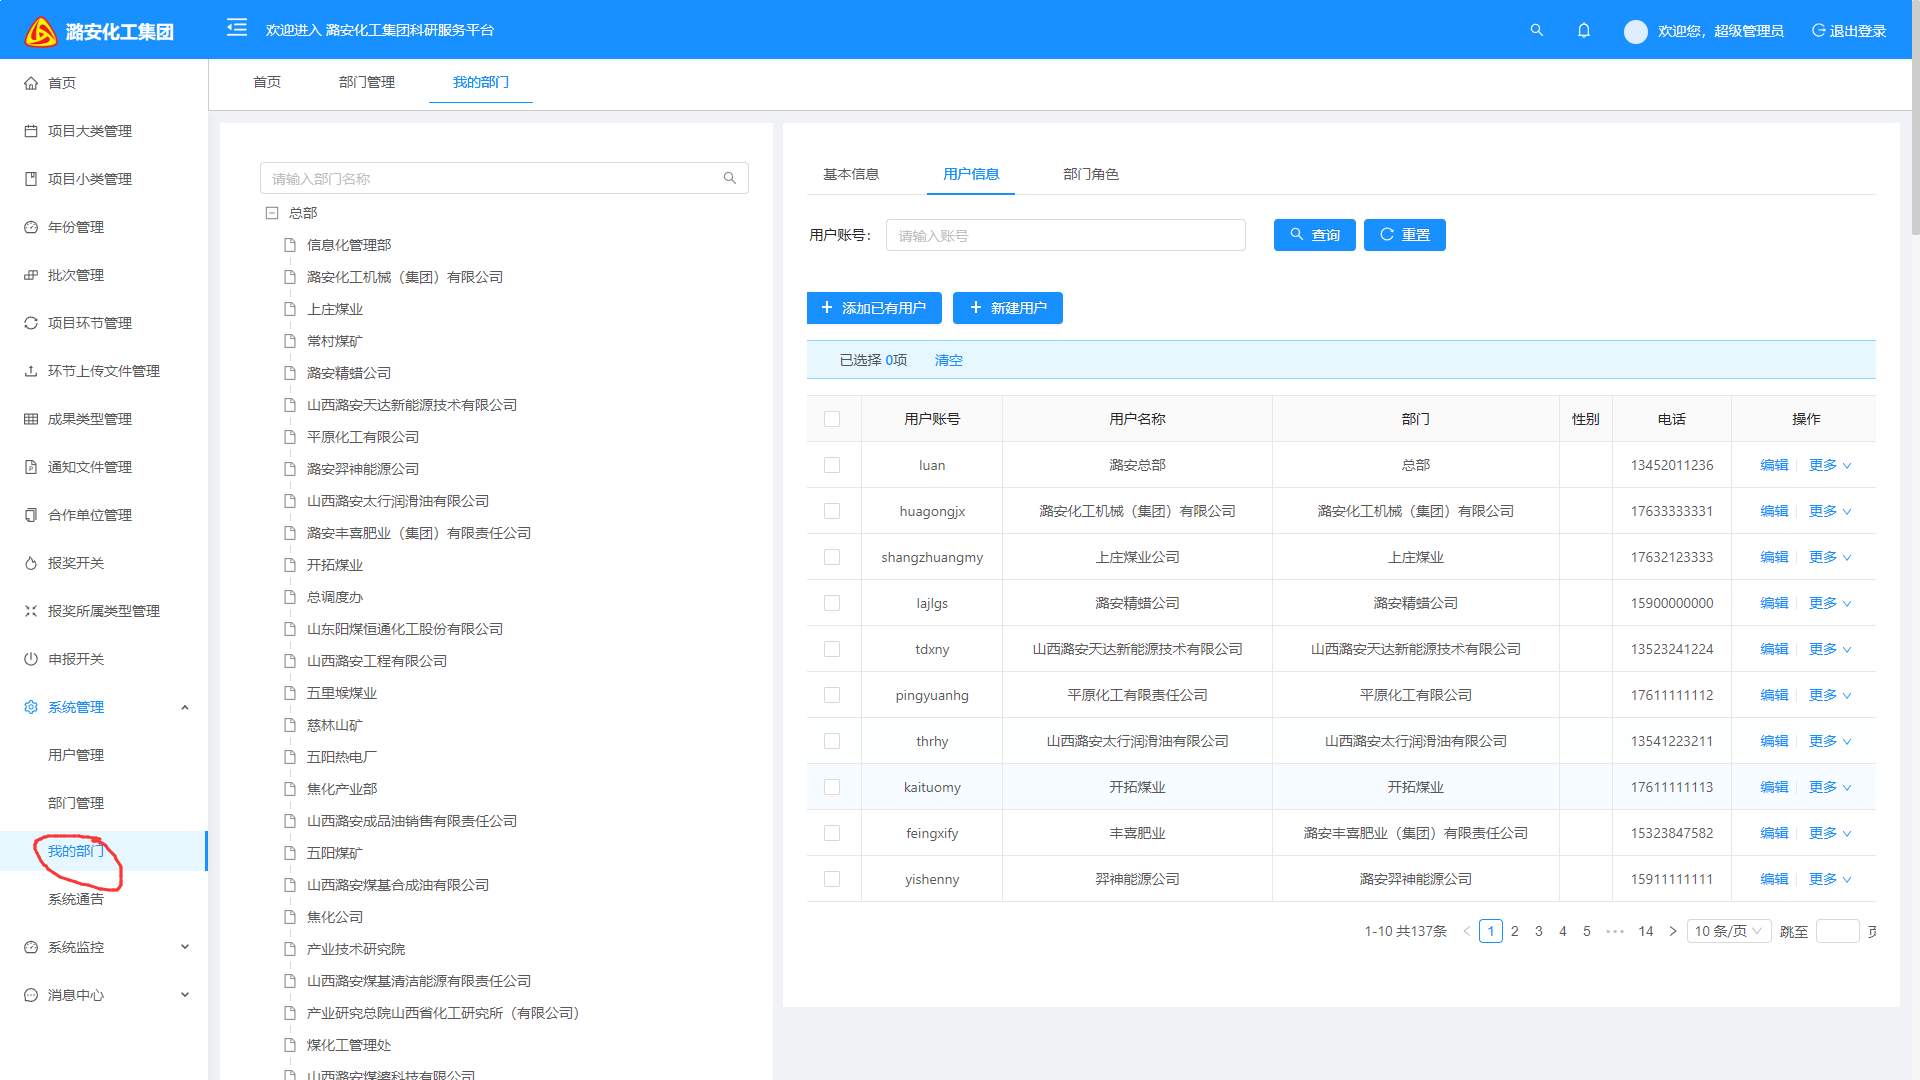 潞安化工集团
欢迎进入 潞安化工集团科研服务平台
欢迎您，超级管理员
退出登录
首页
项目大类管理
项目小类管理
年份管理
批次管理
项目环节管理
环节上传文件管理
成果类型管理
通知文件管理
合作单位管理
报奖开关
报奖所属类型管理
申报开关
系统管理
用户管理
部门管理
我的部门
系统通告
系统监控
消息中心
首页 部门管理 我的部门
请输入部门名称
总部
信息化管理部
潞安化工机械（集团）有限公司
上庄煤业
常村煤矿
潞安精蜡公司
山西潞安天达新能源技术有限公司
平原化工有限公司
潞安羿神能源公司
山西潞安太行润滑油有限公司
潞安丰喜肥业（集团）有限责任公司
开拓煤业
总调度办
山东阳煤恒通化工股份有限公司
山西潞安工程有限公司
五里堠煤业
慈林山矿
五阳热电厂
焦化产业部
山西潞安成品油销售有限责任公司
五阳煤矿
山西潞安煤基合成油有限公司
焦化公司
产业技术研究院
山西潞安煤基清洁能源有限责任公司
产业研究总院山西省化工研究所（有限公司）
煤化工管理处
山西潞安煤婆科技有限公司
基本信息 用户信息 部门角色
用户账号： 请输入账号 查询 重置
添加已有用户 新建用户
已选择 0项 清空
用户账号 用户名称 部门 性别 电话 操作
luan 潞安总部 总部 13452011236 编辑 更多
huagongjx 潞安化工机械（集团）有限公司 潞安化工机械（集团）有限公司 17633333331 编辑 更多
shangzhuangmy 上庄煤业公司 上庄煤业 17632123333 编辑 更多
lajlgs 潞安精蜡公司 潞安精蜡公司 15900000000 编辑 更多
tdxny 山西潞安天达新能源技术有限公司 山西潞安天达新能源技术有限公司 13523241224 编辑 更多
pingyuanhg 平原化工有限责任公司 平原化工有限公司 17611111112 编辑 更多
thrhy 山西潞安太行润滑油有限公司 山西潞安太行润滑油有限公司 13541223211 编辑 更多
kaituomy 开拓煤业 开拓煤业 17611111113 编辑 更多
feingxify 丰喜肥业 潞安丰喜肥业（集团）有限责任公司 15323847582 编辑 更多
yishenny 羿神能源公司 潞安羿神能源公司 15911111111 编辑 更多
1-10 共137条 1 2 3 4 5 ••• 14 10 条/页 跳至 页